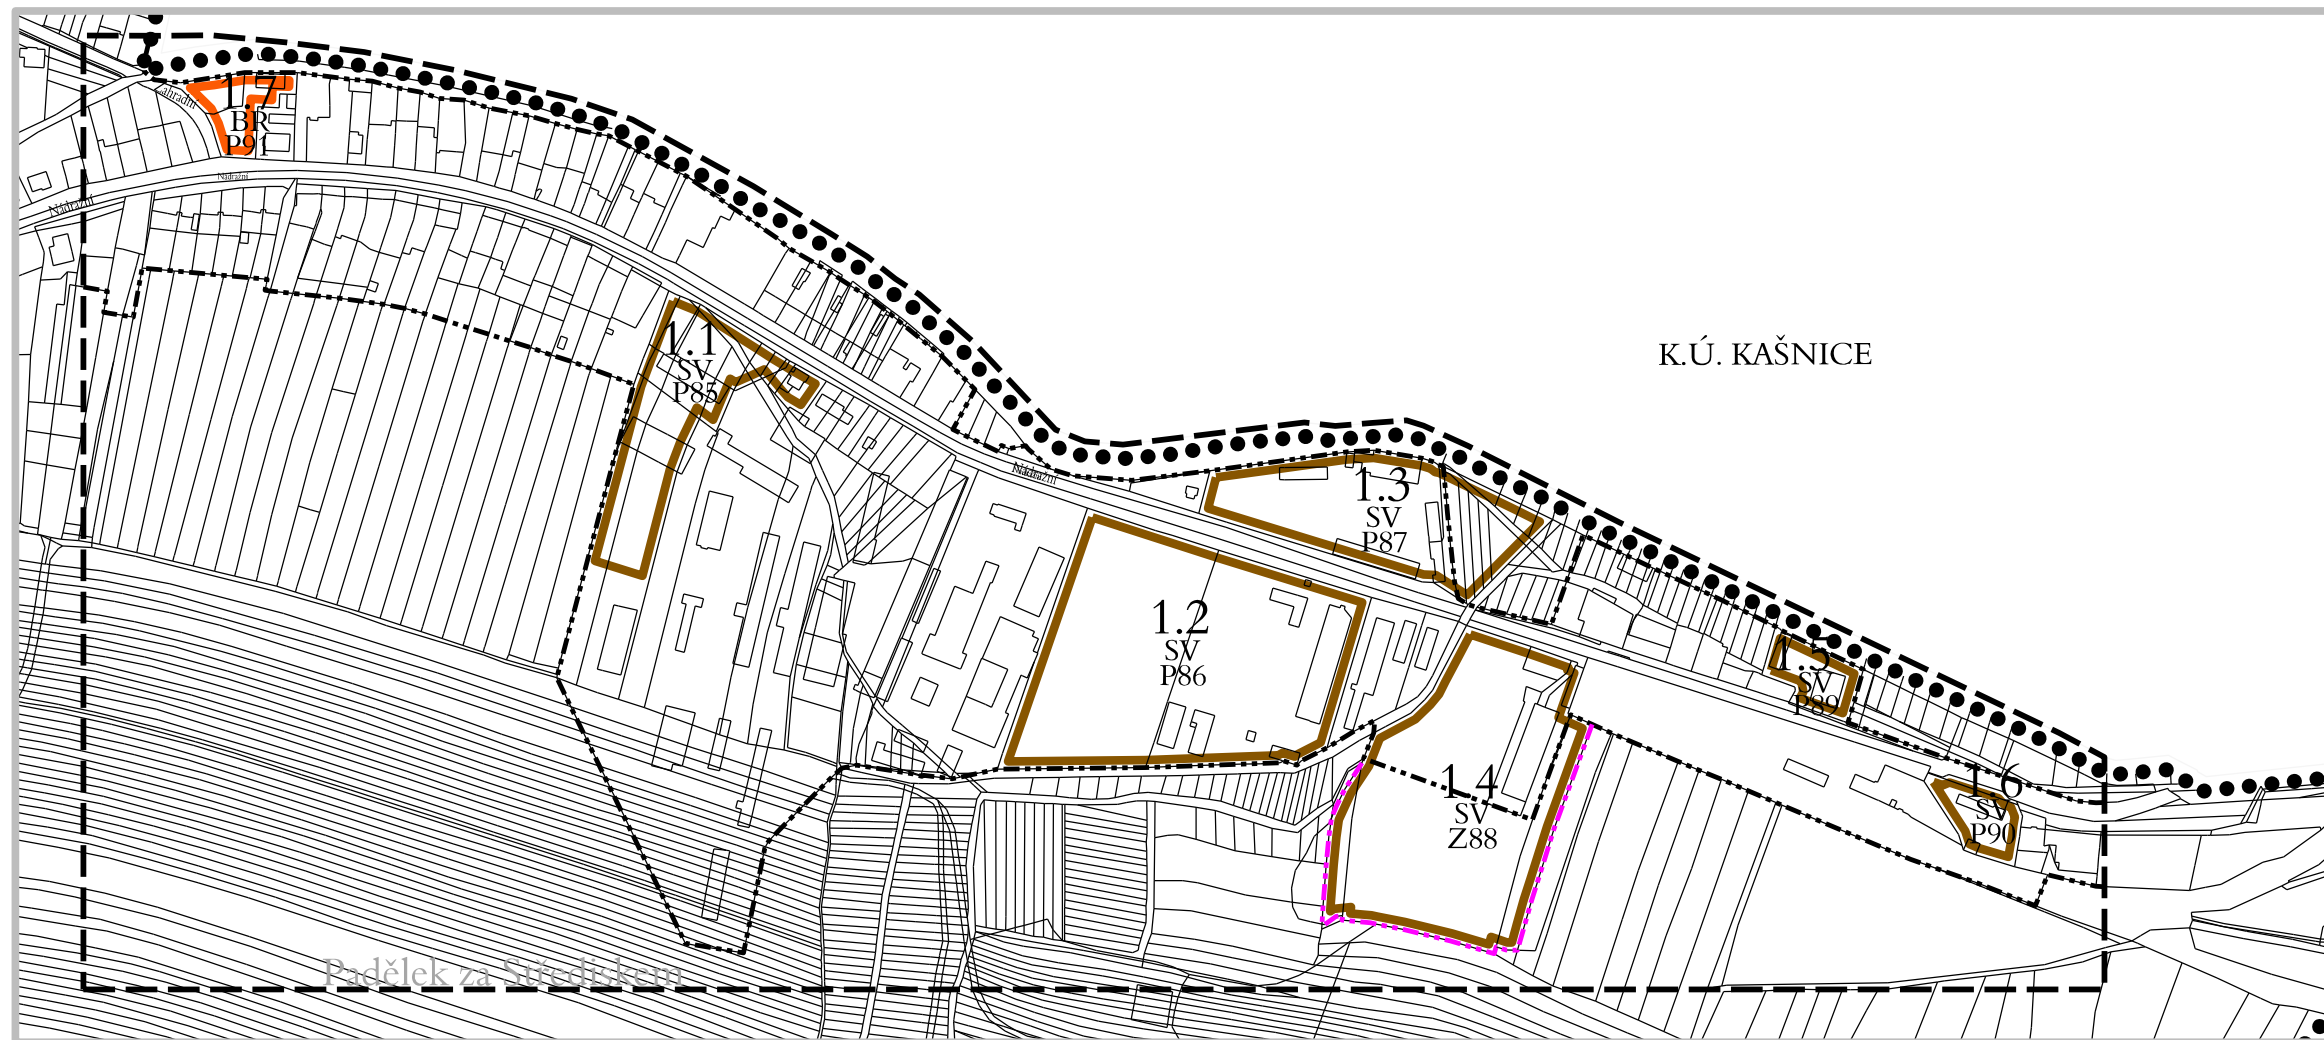 1.7
BR
P91
ahradní
Nádražní
Nádražní
1.1
SV
P85
K.Ú. KAŠNICE
Nádražní
1.3
SV
P87
1.2
SV
P86
1.5
SV
P89
1.4
SV
Z88
1.6
SV
P90
Padělek za Střediskem